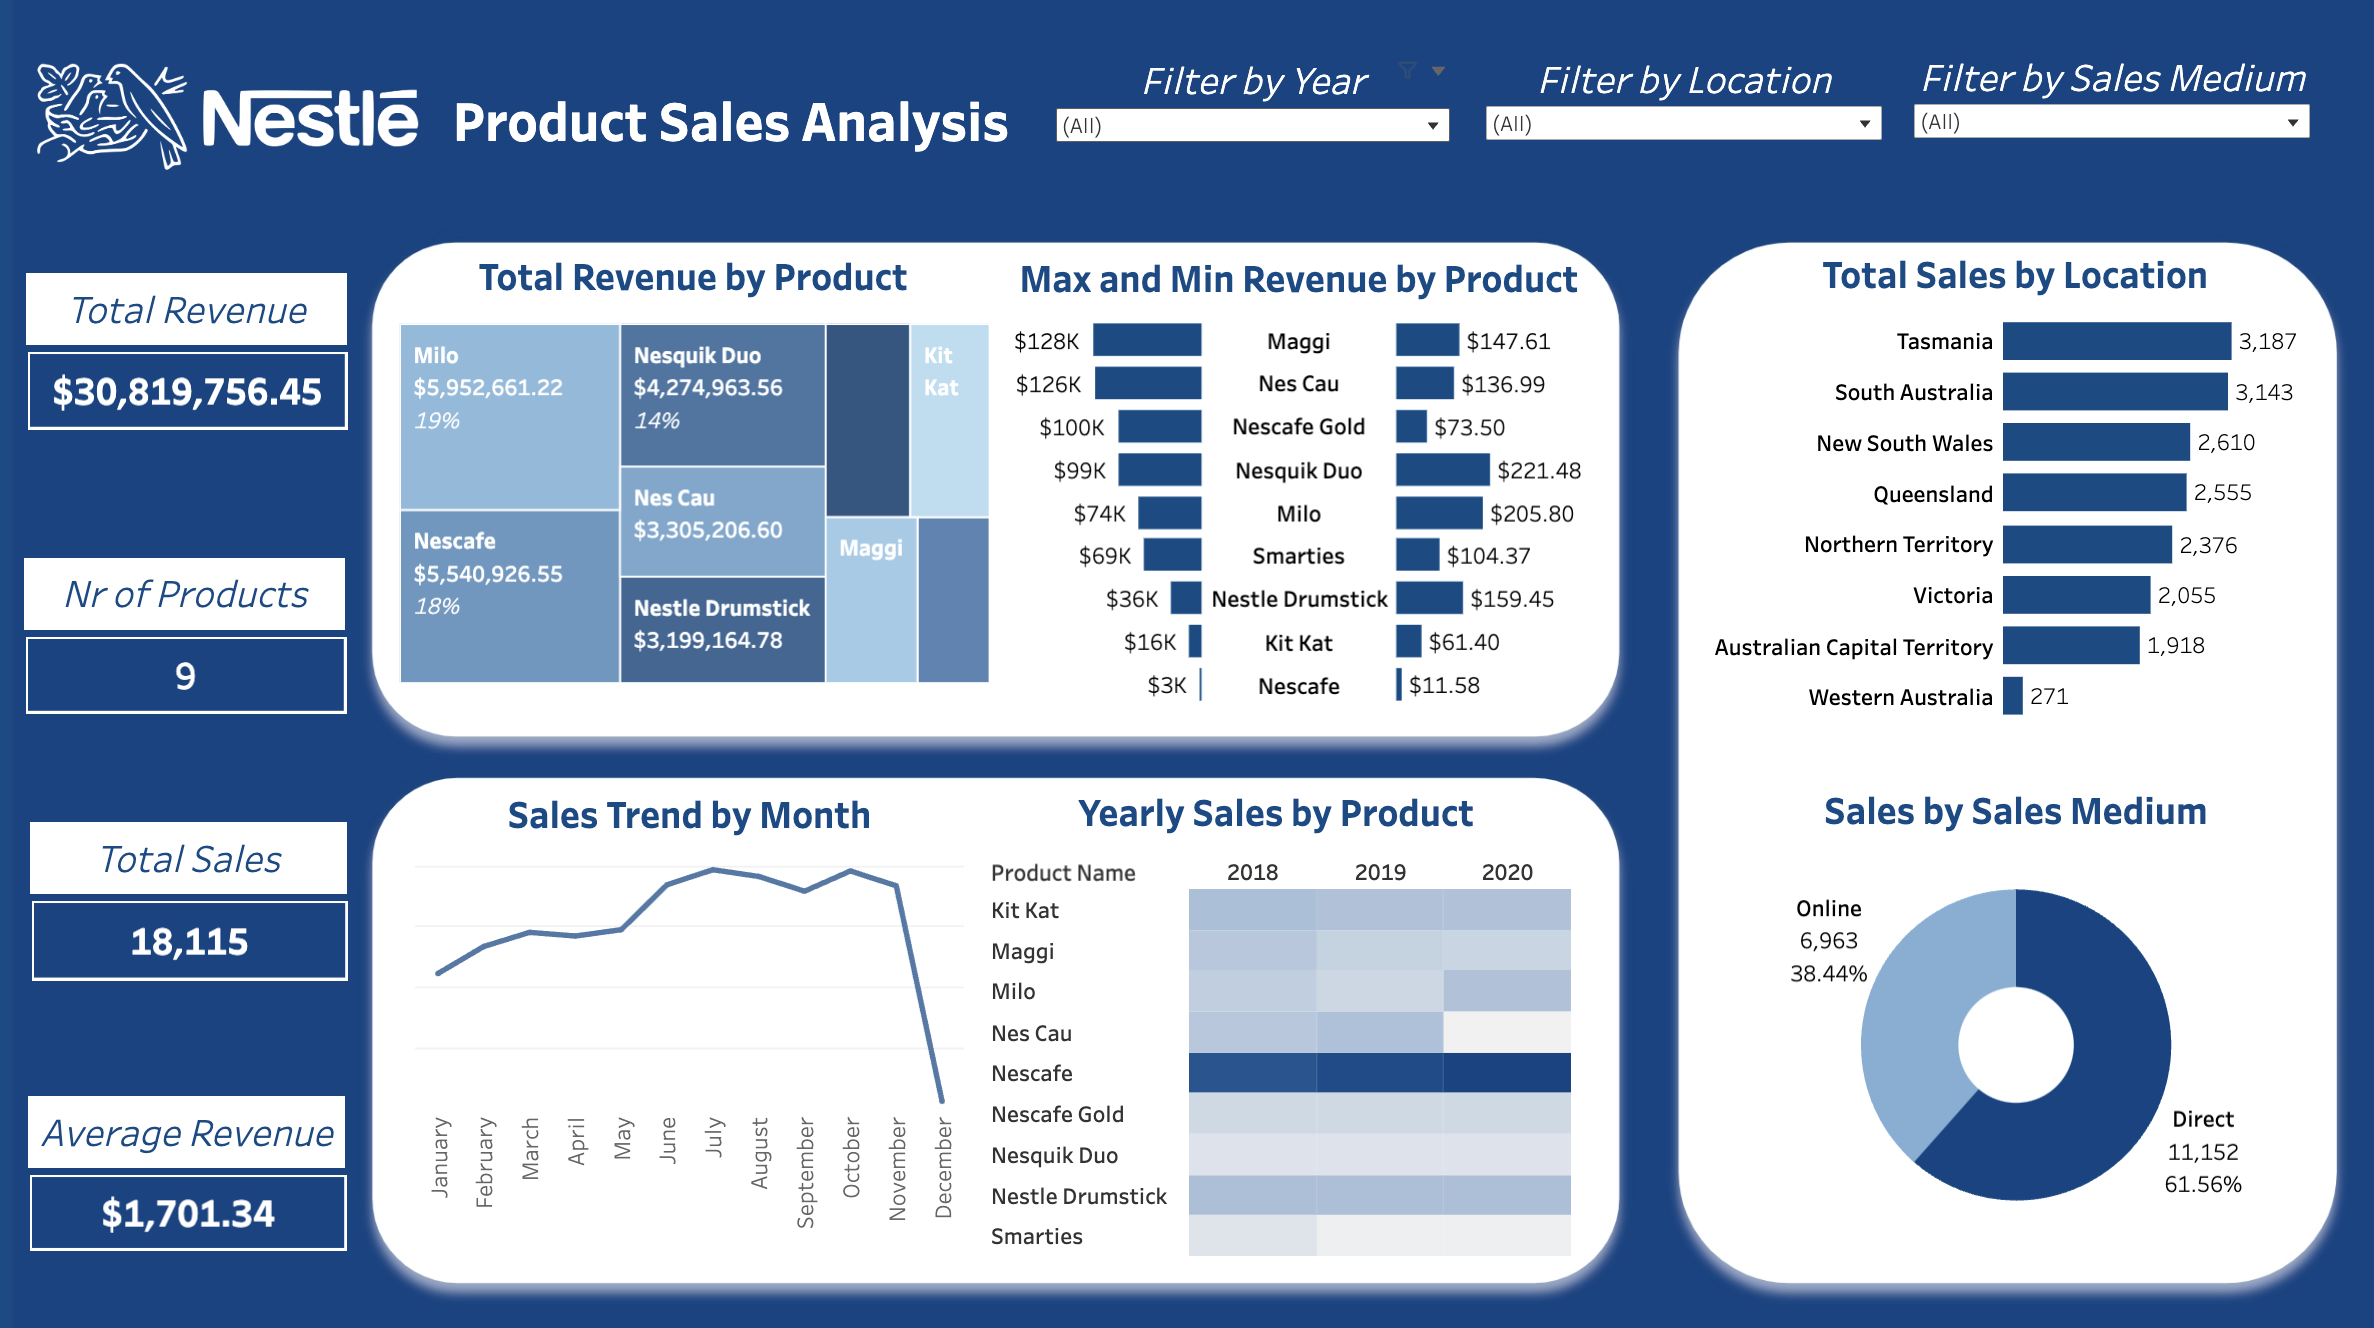 Nestlé
Product Sales Analysis
Filter by Year
(All)
Filter by Location
(All)
Filter by Sales Medium
(All)
Total Revenue
$30,819,756.45
Nr of Products
9
Total Sales
18,115
Average Revenue
$1,701.34
Total Revenue by Product
Milo
$5,952,661.22
19%
Nescafe
$5,540,926.55
18%
Nesquik Duo
$4,274,963.56
14%
Nes Cau
$3,305,206.60
Nestle Drumstick
$3,199,164.78
Kit
Kat
Maggi
Max and Min Revenue by Product
$128K Maggi $147.61
$126K Nes Cau $136.99
$100K Nescafe Gold $73.50
$99K Nesquik Duo $221.48
$74K Milo $205.80
$69K Smarties $104.37
$36K Nestle Drumstick $159.45
$16K Kit Kat $61.40
$3K Nescafe $11.58
Total Sales by Location
Tasmania 3,187
South Australia 3,143
New South Wales 2,610
Queensland 2,555
Northern Territory 2,376
Victoria 2,055
Australian Capital Territory 1,918
Western Australia 271
Sales Trend by Month
January
February
March
April
May
June
July
August
September
October
November
December
Yearly Sales by Product
Product Name 2018 2019 2020
Kit Kat
Maggi
Milo
Nes Cau
Nescafe
Nescafe Gold
Nesquik Duo
Nestle Drumstick
Smarties
Sales by Sales Medium
Online
6,963
38.44%
Direct
11,152
61.56%